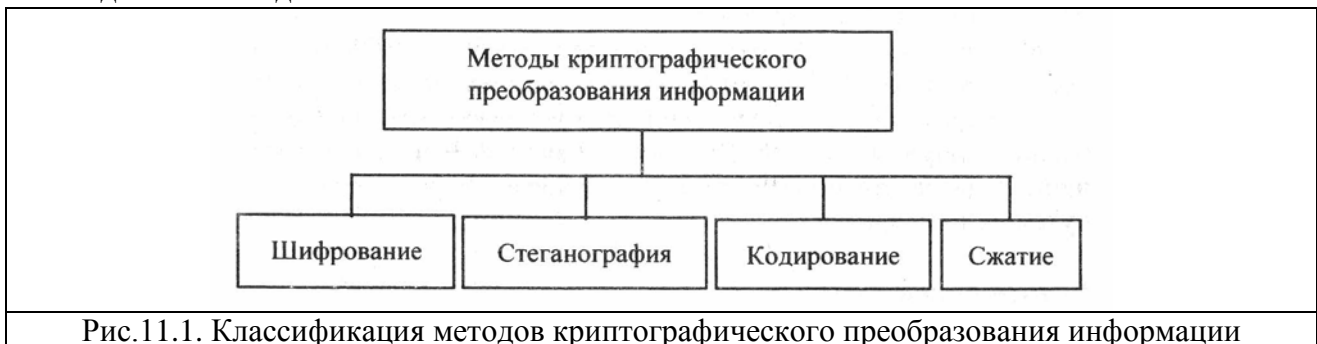 Методы криптографического
преобразования информации
Шифрование
Стеганография
Кодирование
Сжатие
Рис.11.1. Классификация методов криптографического преобразования информации